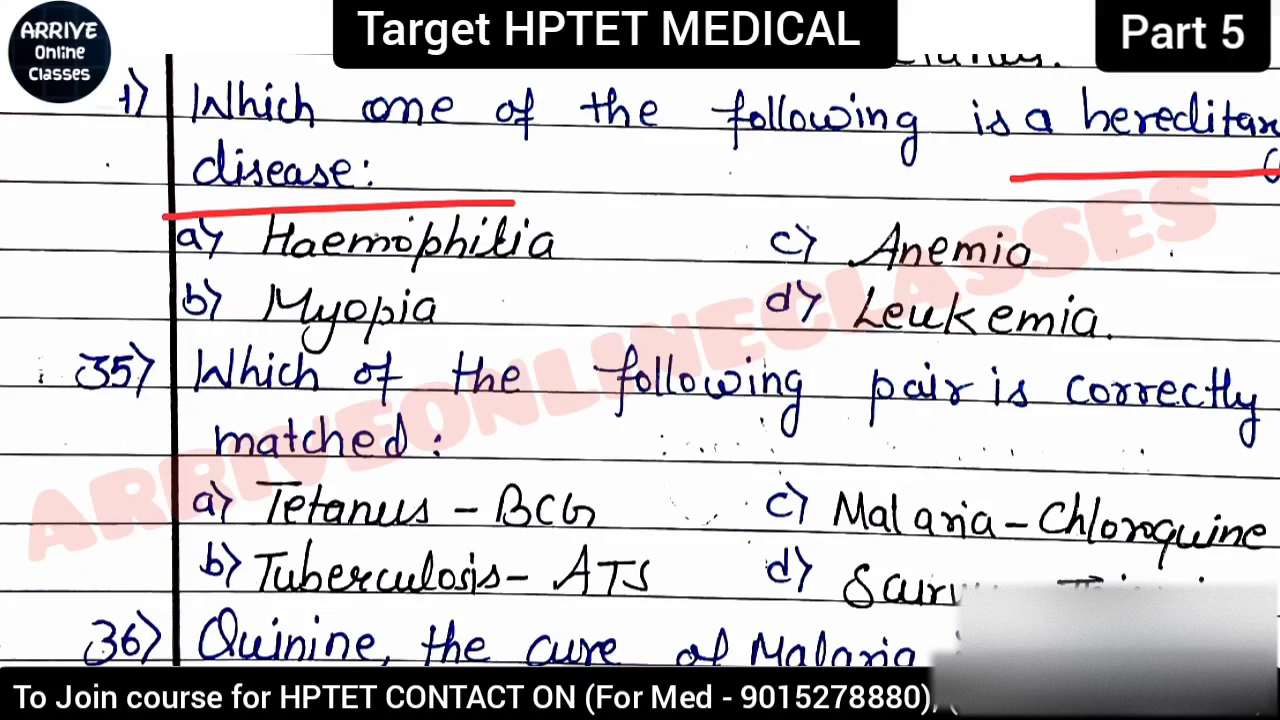 ARRIVE
Online
Classes
Target HPTET MEDICAL
Part 5
1) Which one of the following is a hereditary
disease:
a) Haemophilia c) Anemia
b) Myopia d) Leukemia.
35) Which of the following pair is correctly
matched:
a) Tetanus - BCG c) Malaria - Chloroquine
b) Tuberculosis - ATS d)
36) Quinine, the cure of Malaria
ARRIVEONLINECLASSES
To Join course for HPTET CONTACT ON (For Med - 9015278880), (